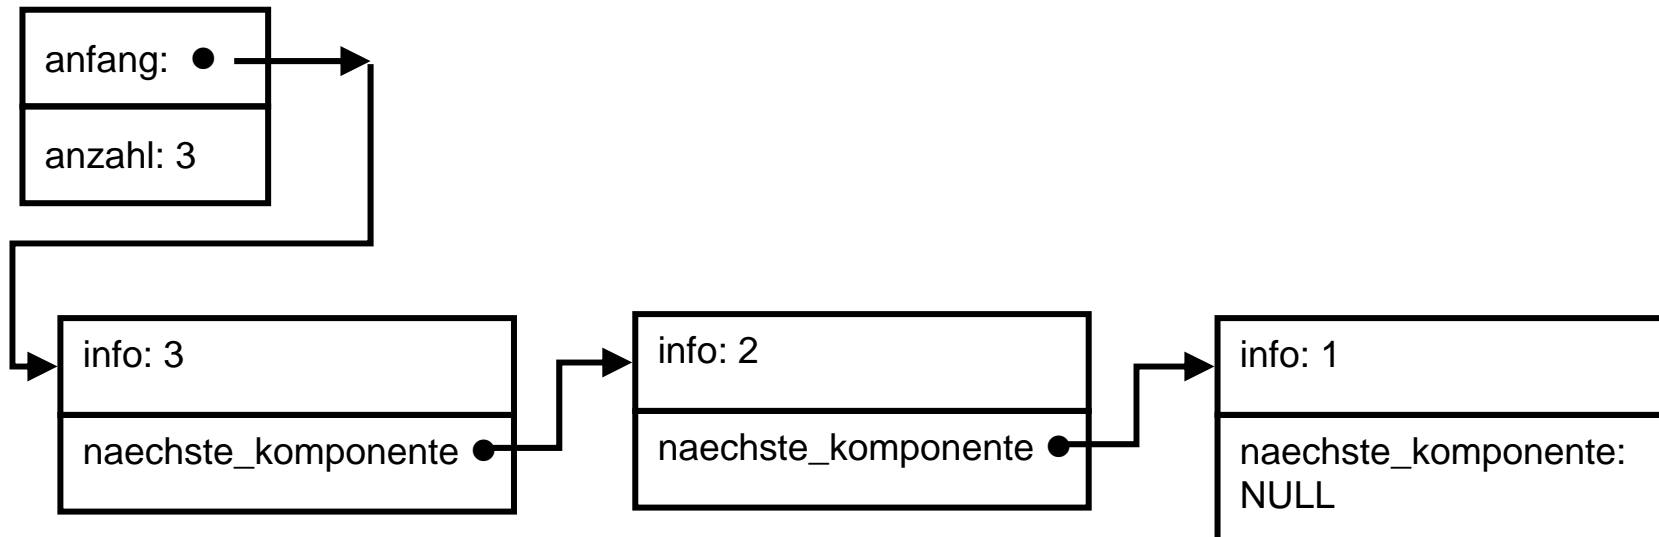 anfang:
anzahl: 3
info: 3
naechste_komponente
info: 2
naechste_komponente
info: 1
naechste_komponente:
NULL